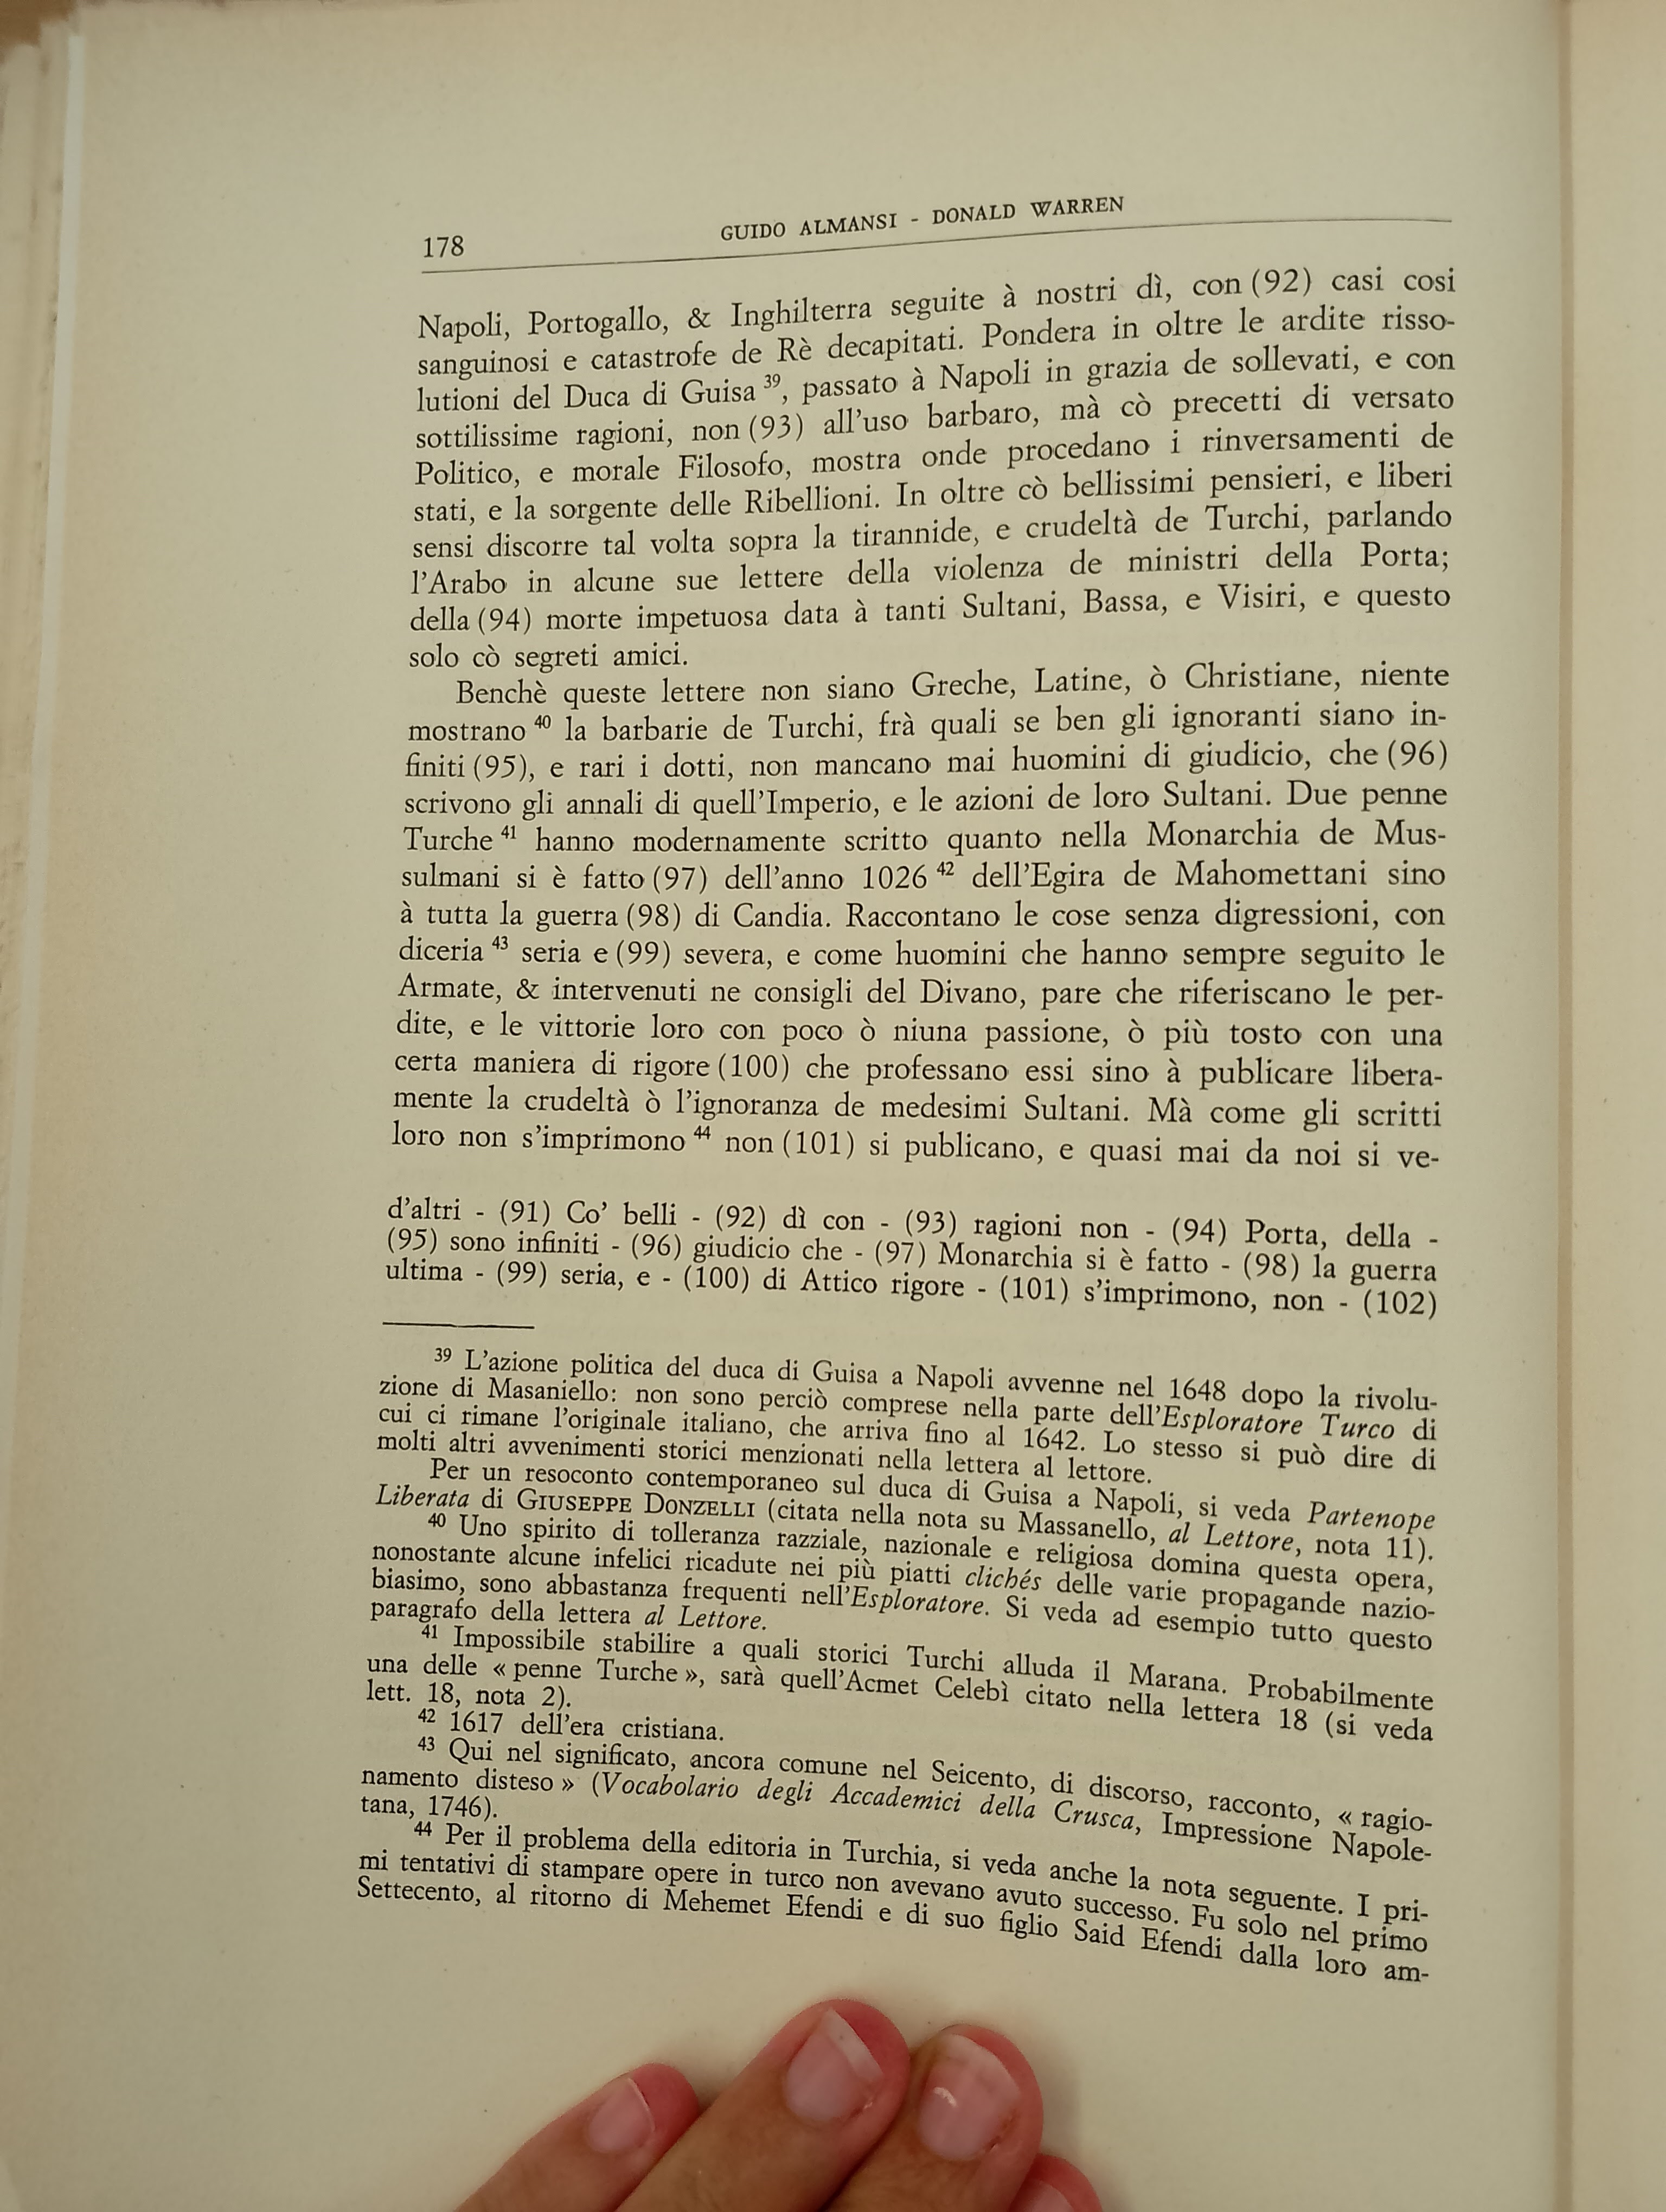 178
GUIDO ALMANSI - DONALD WARREN
Napoli, Portogallo, & Inghilterra seguite à nostri dì, con (92) casi cosi
sanguinosi e catastrofe de Rè decapitati. Pondera in oltre le ardite risso-
lutioni del Duca di Guisa ³⁹, passato à Napoli in grazia de sollevati, e con
sottilissime ragioni, non (93) all'uso barbaro, mà cò precetti di versato
Politico, e morale Filosofo, mostra onde procedano i rinversamenti de
stati, e la sorgente delle Ribellioni. In oltre cò bellissimi pensieri, e liberi
sensi discorre tal volta sopra la tirannide, e crudeltà de Turchi, parlando
l'Arabo in alcune sue lettere della violenza de ministri della Porta;
della (94) morte impetuosa data à tanti Sultani, Bassa, e Visiri, e questo
solo cò segreti amici.
Benchè queste lettere non siano Greche, Latine, ò Christiane, niente
mostrano ⁴⁰ la barbarie de Turchi, frà quali se ben gli ignoranti siano in-
finiti (95), e rari i dotti, non mancano mai huomini di giudicio, che (96)
scrivono gli annali di quell'Imperio, e le azioni de loro Sultani. Due penne
Turche ⁴¹ hanno modernamente scritto quanto nella Monarchia de Mus-
sulmani si è fatto (97) dell'anno 1026 ⁴² dell'Egira de Mahomettani sino
à tutta la guerra (98) di Candia. Raccontano le cose senza digressioni, con
diceria ⁴³ seria e (99) severa, e come huomini che hanno sempre seguito le
Armate, & intervenuti ne consigli del Divano, pare che riferiscano le per-
dite, e le vittorie loro con poco ò niuna passione, ò più tosto con una
certa maniera di rigore (100) che professano essi sino à publicare libera-
mente la crudeltà ò l'ignoranza de medesimi Sultani. Mà come gli scritti
loro non s'imprimono ⁴⁴ non (101) si publicano, e quasi mai da noi si ve-
d'altri - (91) Co' belli - (92) dì con - (93) ragioni non - (94) Porta, della -
(95) sono infiniti - (96) giudicio che - (97) Monarchia si è fatto - (98) la guerra
ultima - (99) seria, e - (100) di Attico rigore - (101) s'imprimono, non - (102)
³⁹ L'azione politica del duca di Guisa a Napoli avvenne nel 1648 dopo la rivolu-
zione di Masaniello: non sono perciò comprese nella parte dell'Esploratore Turco di
cui ci rimane l'originale italiano, che arriva fino al 1642. Lo stesso si può dire di
molti altri avvenimenti storici menzionati nella lettera al lettore.
Per un resoconto contemporaneo sul duca di Guisa a Napoli, si veda Partenope
Liberata di GIUSEPPE DONZELLI (citata nella nota su Massanello, al Lettore, nota 11).
⁴⁰ Uno spirito di tolleranza razziale, nazionale e religiosa domina questa opera,
nonostante alcune infelici ricadute nei più piatti clichés delle varie propagande nazio-
biasimo, sono abbastanza frequenti nell'Esploratore. Si veda ad esempio tutto questo
paragrafo della lettera al Lettore.
⁴¹ Impossibile stabilire a quali storici Turchi alluda il Marana. Probabilmente
una delle « penne Turche », sarà quell'Acmet Celebì citato nella lettera 18 (si veda
lett. 18, nota 2).
⁴² 1617 dell'era cristiana.
⁴³ Qui nel significato, ancora comune nel Seicento, di discorso, racconto, « ragio-
namento disteso » (Vocabolario degli Accademici della Crusca, Impressione Napole-
tana, 1746).
⁴⁴ Per il problema della editoria in Turchia, si veda anche la nota seguente. I pri-
mi tentativi di stampare opere in turco non avevano avuto successo. Fu solo nel primo
Settecento, al ritorno di Mehemet Efendi e di suo figlio Said Efendi dalla loro am-